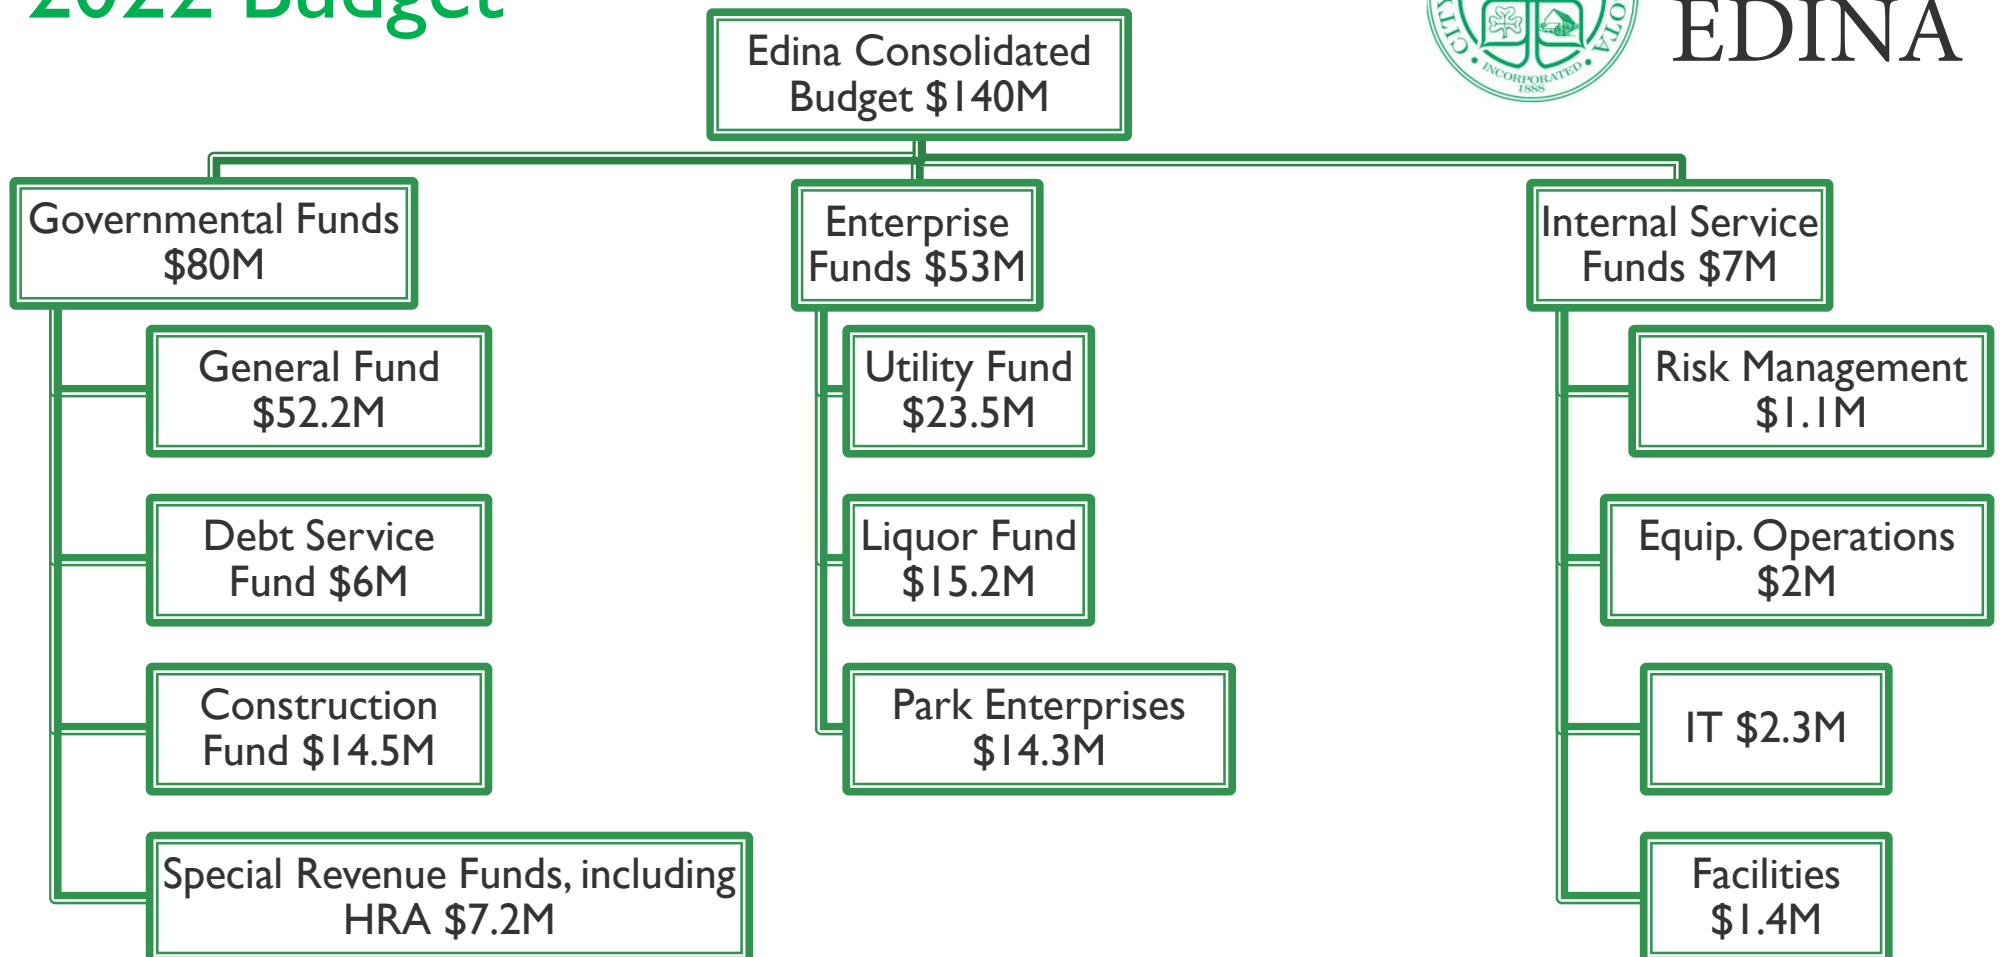 2022 Budget
EDINA
INCORPORATED
1888
Edina Consolidated
Budget $140M
Governmental Funds
$80M
General Fund
$52.2M
Debt Service
Fund $6M
Construction
Fund $14.5M
Special Revenue Funds, including
HRA $7.2M
Enterprise
Funds $53M
Utility Fund
$23.5M
Liquor Fund
$15.2M
Park Enterprises
$14.3M
Internal Service
Funds $7M
Risk Management
$1.1M
Equip. Operations
$2M
IT $2.3M
Facilities
$1.4M